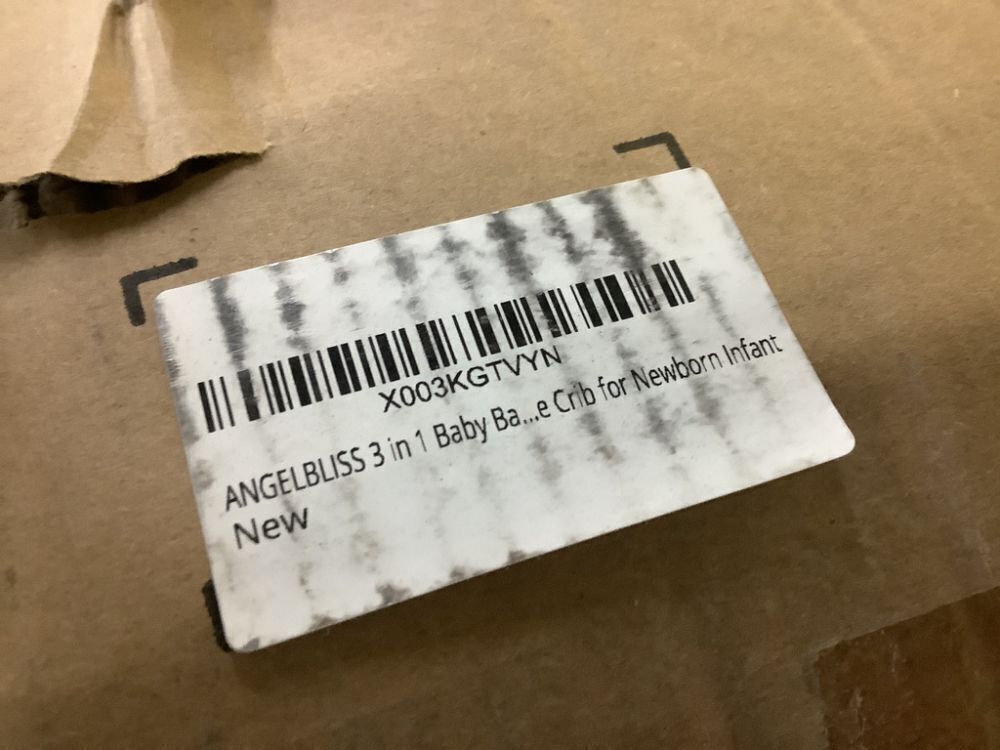 X003KGTVYN
ANGELBLISS 3 in 1 Baby Ba...e Crib for Newborn Infant
New